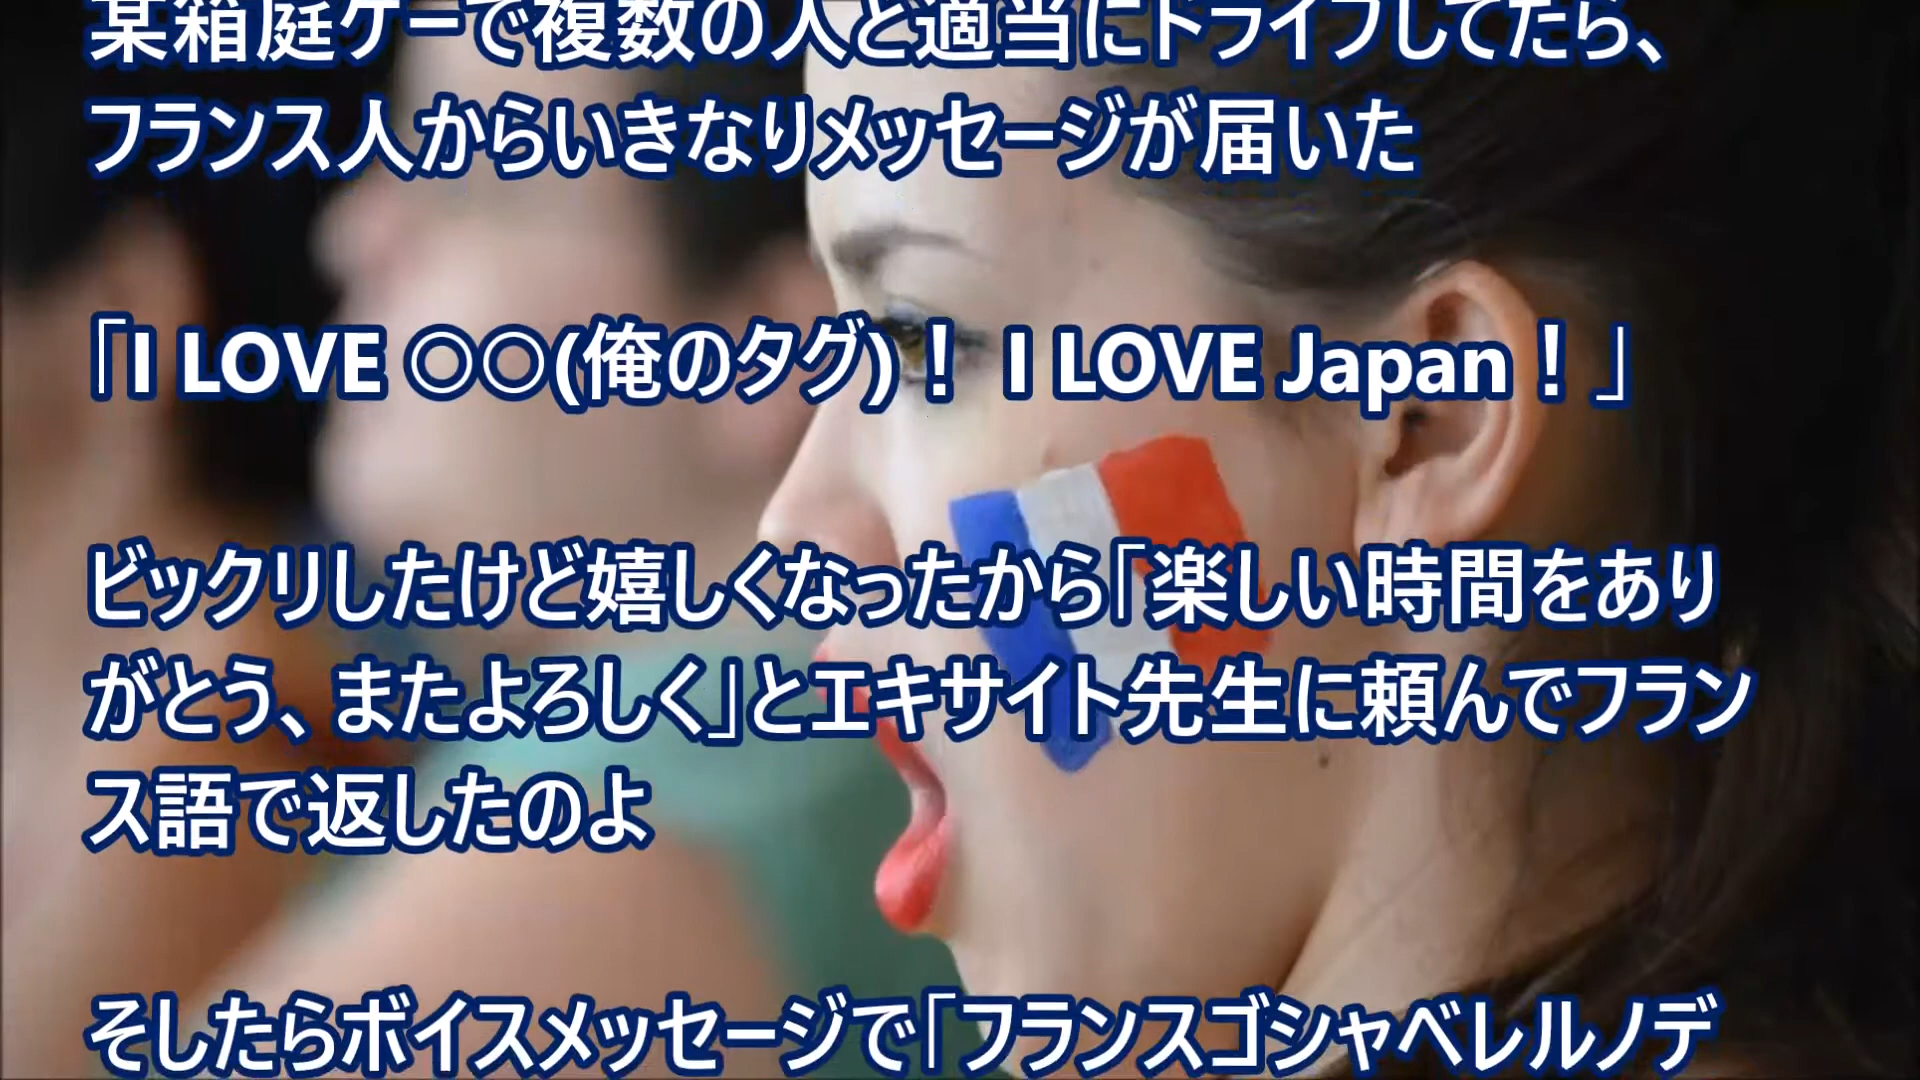 某箱庭ゲーで複数の人と適当にドライブしてたら、
フランス人からいきなりメッセージが届いた
「I LOVE 〇〇(俺のタグ)！ I LOVE Japan！」
ビックリしたけど嬉しくなったから「楽しい時間をあり
がとう、またよろしく」とエキサイト先生に頼んでフラン
ス語で返したのよ
そしたらボイスメッセージで「フランスゴシャベレルノデ